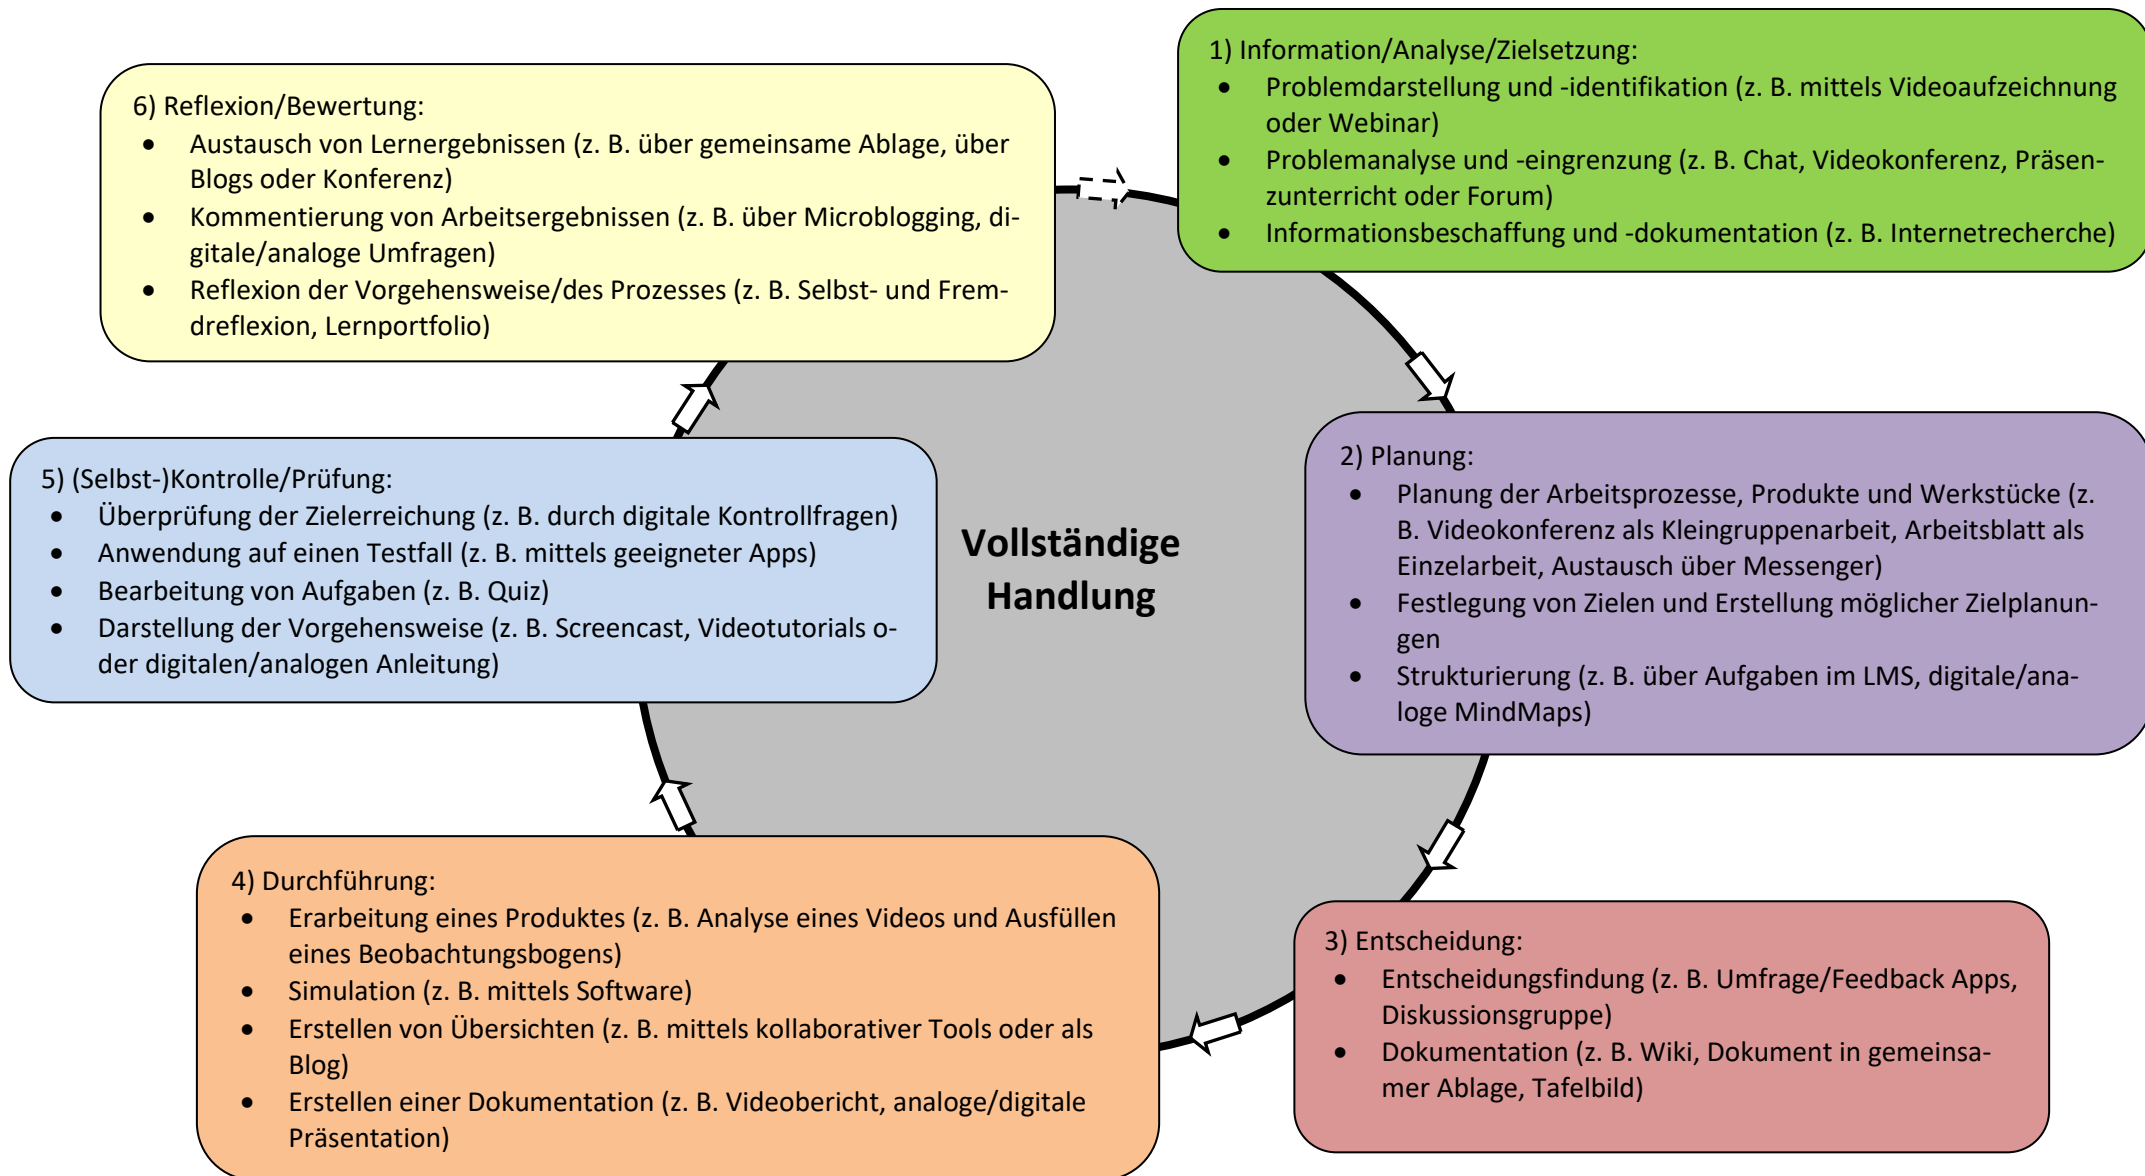 1) Information/Analyse/Zielsetzung:
• Problemdarstellung und -identifikation (z. B. mittels Videoaufzeichnung
oder Webinar)
• Problemanalyse und -eingrenzung (z. B. Chat, Videokonferenz, Präsen-
zunterricht oder Forum)
• Informationsbeschaffung und -dokumentation (z. B. Internetrecherche)
2) Planung:
• Planung der Arbeitsprozesse, Produkte und Werkstücke (z.
B. Videokonferenz als Kleingruppenarbeit, Arbeitsblatt als
Einzelarbeit, Austausch über Messenger)
• Festlegung von Zielen und Erstellung möglicher Zielplanun-
gen
• Strukturierung (z. B. über Aufgaben im LMS, digitale/ana-
loge MindMaps)
3) Entscheidung:
• Entscheidungsfindung (z. B. Umfrage/Feedback Apps,
Diskussionsgruppe)
• Dokumentation (z. B. Wiki, Dokument in gemeinsa-
mer Ablage, Tafelbild)
4) Durchführung:
• Erarbeitung eines Produktes (z. B. Analyse eines Videos und Ausfüllen
eines Beobachtungsbogens)
• Simulation (z. B. mittels Software)
• Erstellen von Übersichten (z. B. mittels kollaborativer Tools oder als
Blog)
• Erstellen einer Dokumentation (z. B. Videobericht, analoge/digitale
Präsentation)
5) (Selbst-)Kontrolle/Prüfung:
• Überprüfung der Zielerreichung (z. B. durch digitale Kontrollfragen)
• Anwendung auf einen Testfall (z. B. mittels geeigneter Apps)
• Bearbeitung von Aufgaben (z. B. Quiz)
• Darstellung der Vorgehensweise (z. B. Screencast, Videotutorials o-
der digitalen/analogen Anleitung)
6) Reflexion/Bewertung:
• Austausch von Lernergebnissen (z. B. über gemeinsame Ablage, über
Blogs oder Konferenz)
• Kommentierung von Arbeitsergebnissen (z. B. über Microblogging, di-
gitale/analoge Umfragen)
• Reflexion der Vorgehensweise/des Prozesses (z. B. Selbst- und Frem-
dreflexion, Lernportfolio)
Vollständige
Handlung